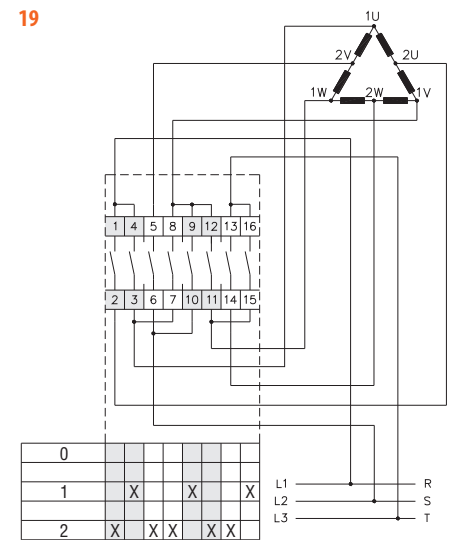 19
1U
2V 2U
1W 2W 1V
1 4 5 8 9 12 13 16
2 3 6 7 10 11 14 15
0
1 X X X
2 X X X X X
L1 R
L2 S
L3 T